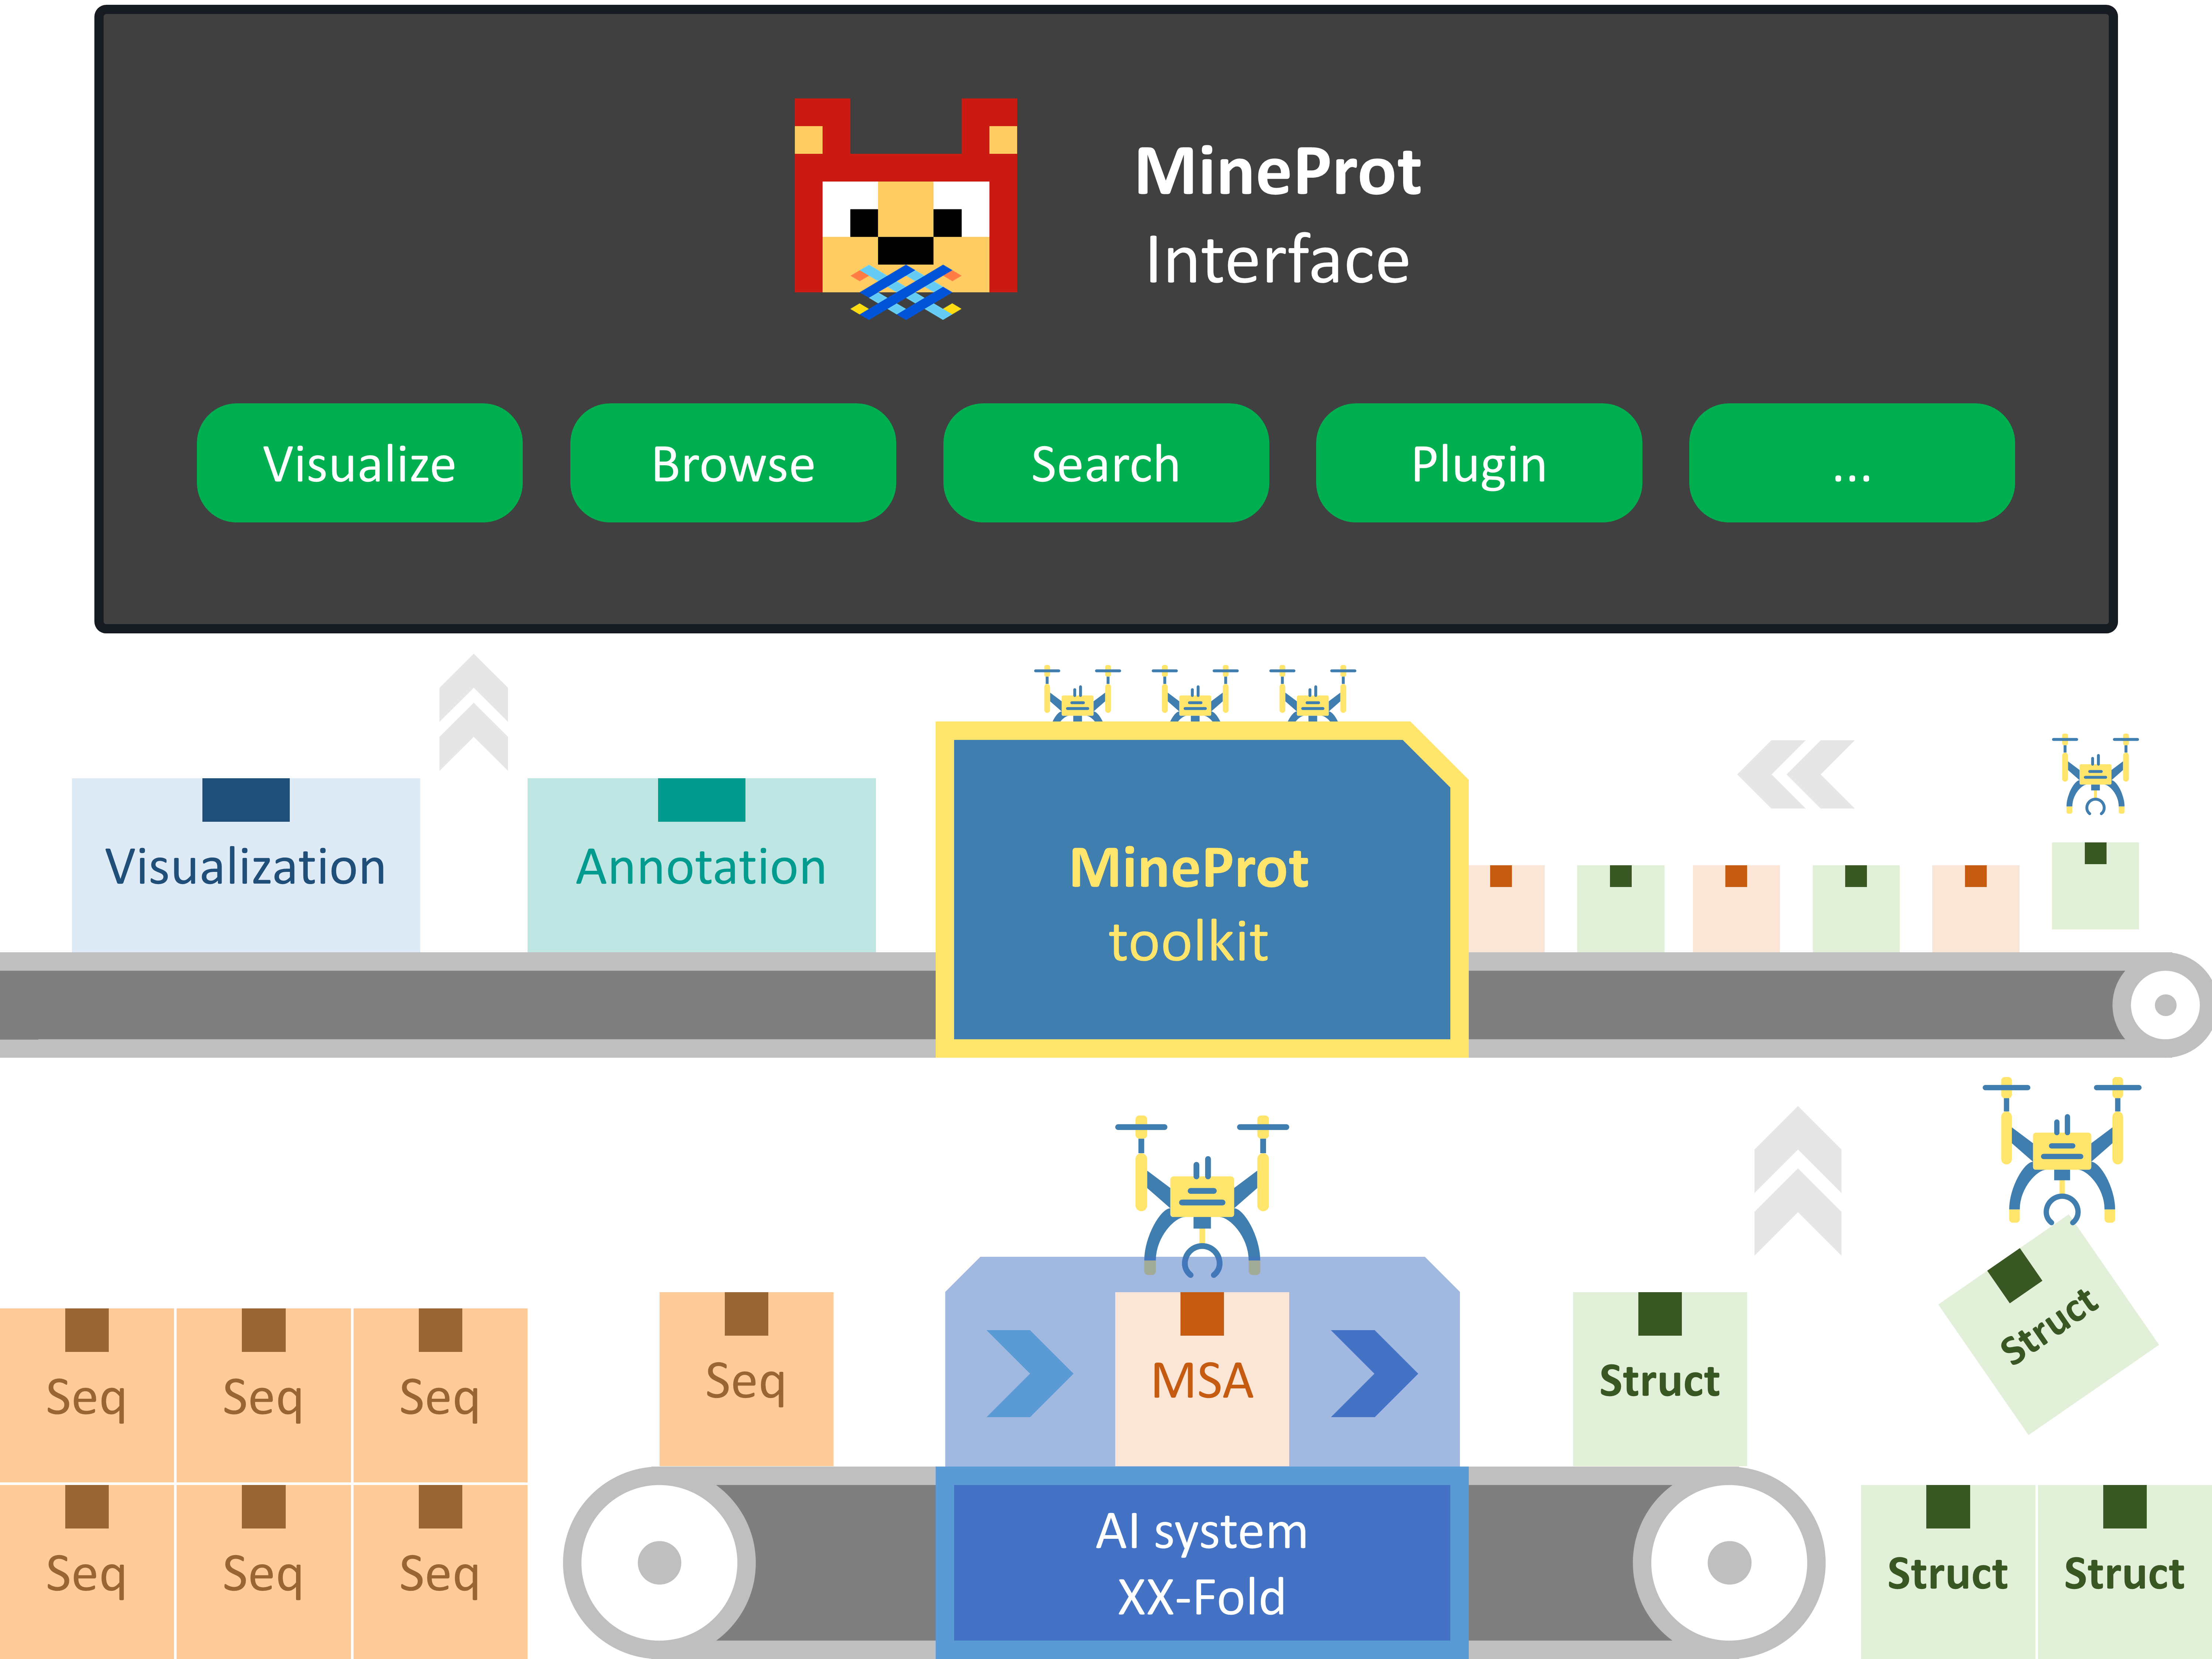 MineProt
Interface
Visualize
Browse
Search
Plugin
...
Visualization
Annotation
MineProt
toolkit
Seq
MSA
Struct
Struct
Seq
Seq
Seq
Seq
Seq
Seq
AI system
XX-Fold
Struct
Struct